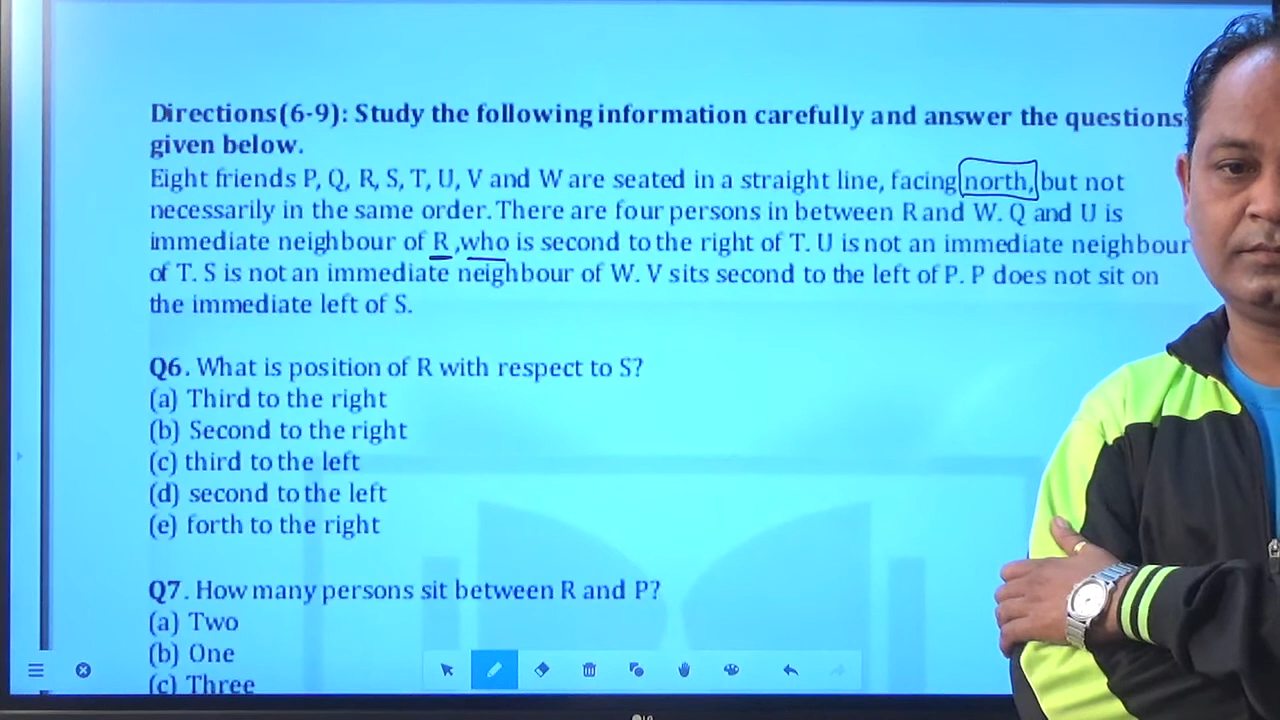 Directions(6-9): Study the following information carefully and answer the questions
given below.
Eight friends P, Q, R, S, T, U, V and W are seated in a straight line, facing north, but not
necessarily in the same order. There are four persons in between R and W. Q and U is
immediate neighbour of R ,who is second to the right of T. U is not an immediate neighbour
of T. S is not an immediate neighbour of W. V sits second to the left of P. P does not sit on
the immediate left of S.
Q6. What is position of R with respect to S?
(a) Third to the right
(b) Second to the right
(c) third to the left
(d) second to the left
(e) forth to the right
Q7. How many persons sit between R and P?
(a) Two
(b) One
(c) Three
LG